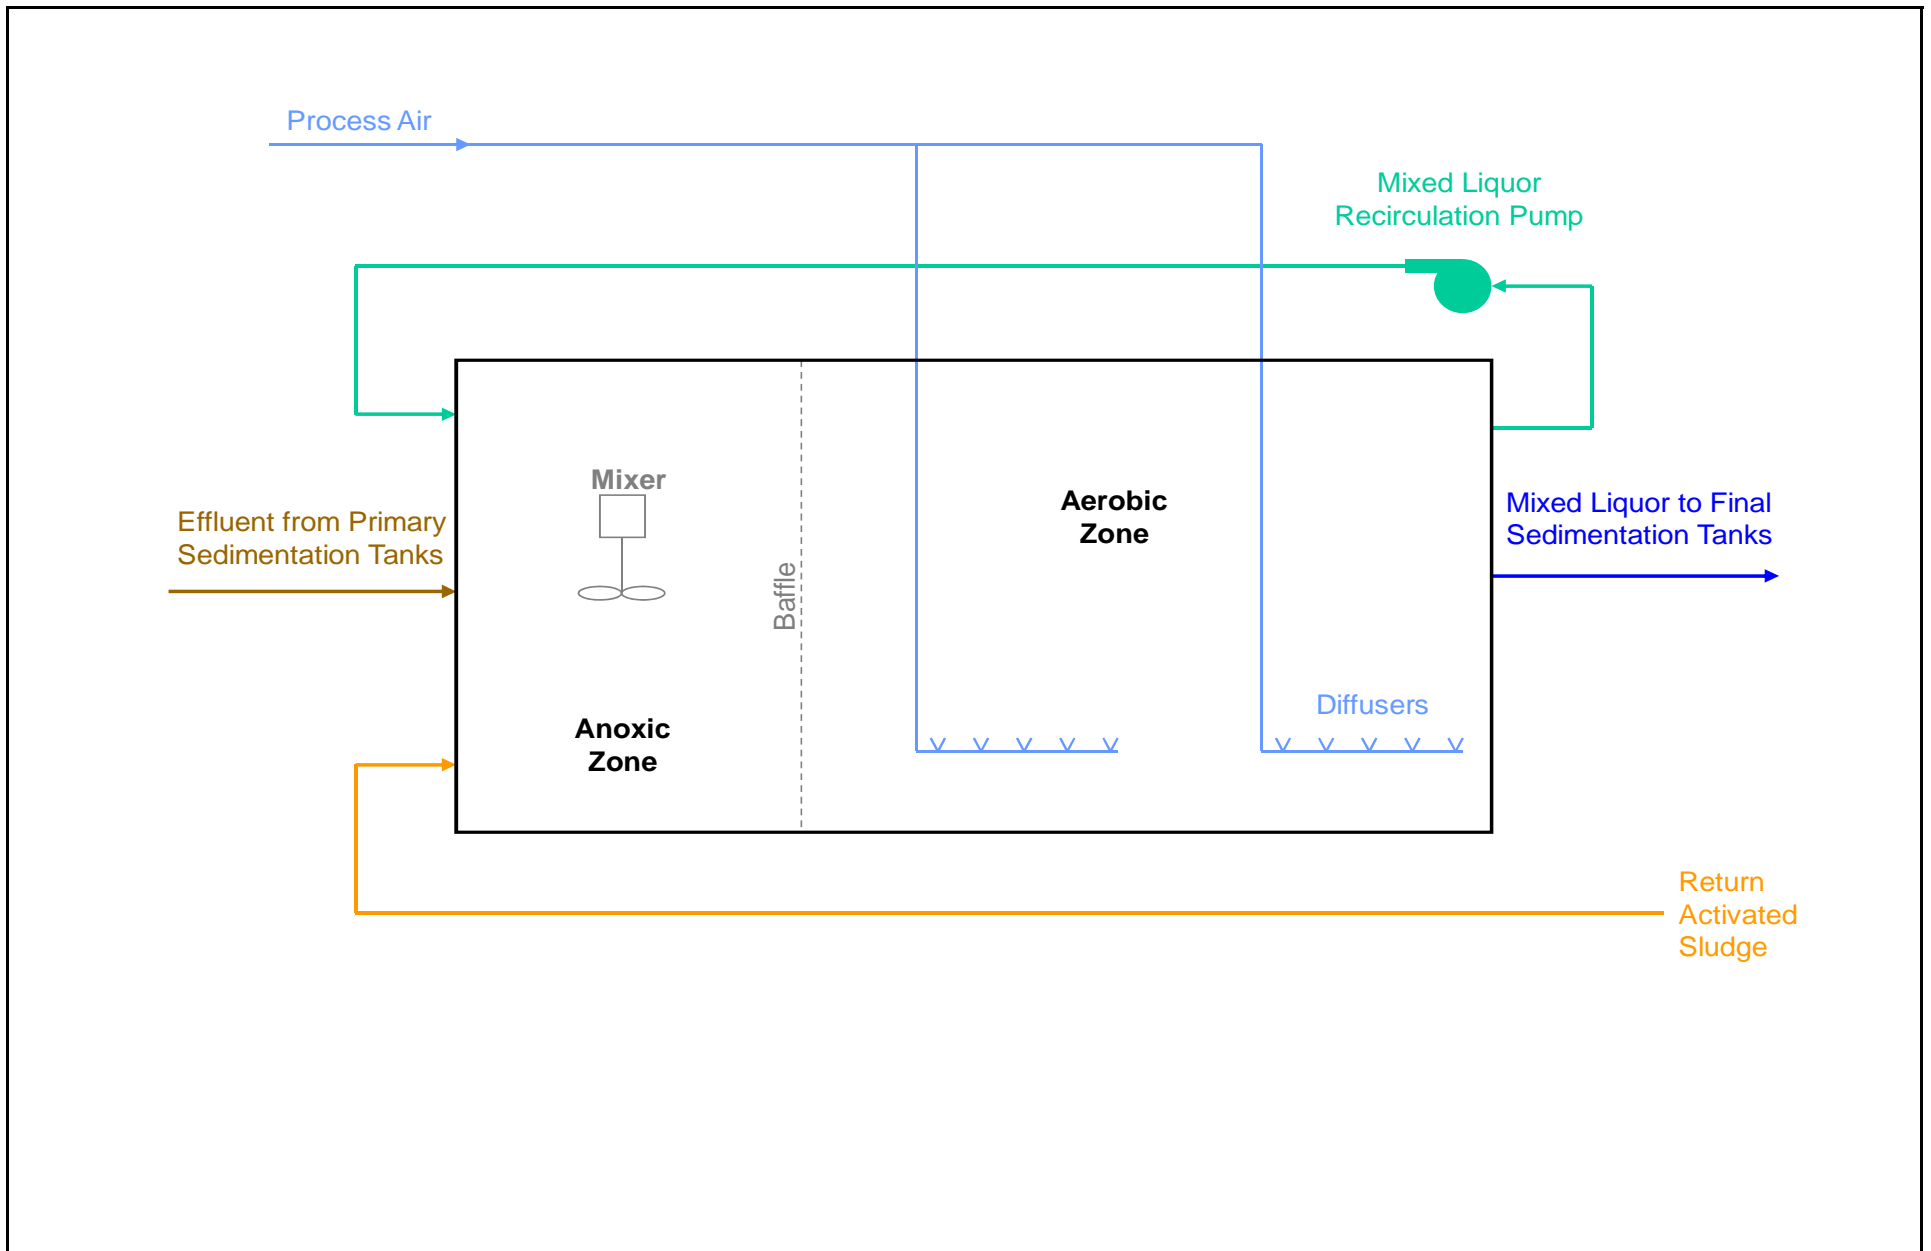 Process Air
Mixed Liquor
Recirculation Pump
Mixer
Aerobic
Zone
Mixed Liquor to Final
Sedimentation Tanks
Effluent from Primary
Sedimentation Tanks
Baffle
Diffusers
Anoxic
Zone
Return
Activated
Sludge